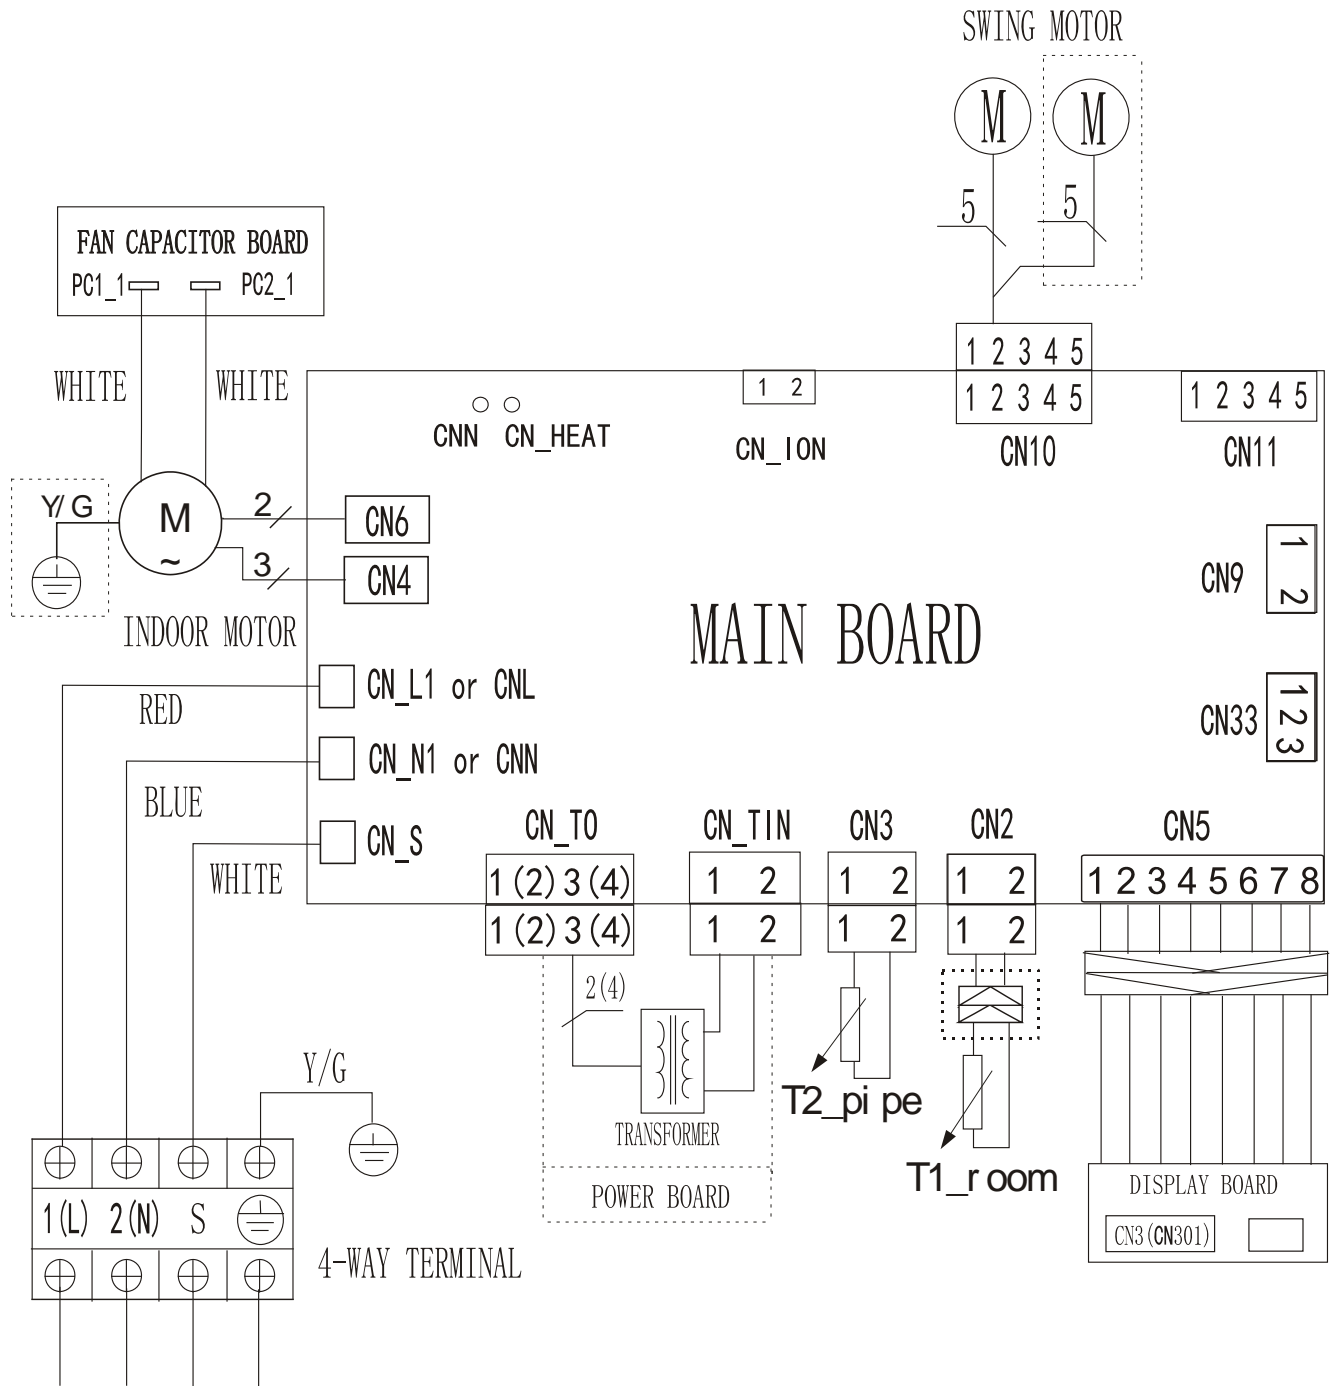 SWING MOTOR
M M
5 5
FAN CAPACITOR BOARD
PC1_1 PC2_1
WHITE WHITE
1 2 3 4 5
1 2 3 4 5
CN10
1 2 3 4 5
CN11
1 2
CN_ION
CNN CN_HEAT
Y/G
M
~
2
CN6
3
CN4
INDOOR MOTOR
CN9
1 2
MAIN BOARD
CN_L1 or CNL
RED
CN33
1 2 3
CN_N1 or CNN
BLUE
CN_S
WHITE
CN_TO CN_TIN CN3 CN2 CN5
1(2)3(4) 1 2 1 2 1 2 1 2 3 4 5 6 7 8
1(2)3(4) 1 2 1 2 1 2
2(4)
Y/G
TRANSFORMER
T2_pipe
T1_room
POWER BOARD
DISPLAY BOARD
CN3(CN301)
1(L) 2(N) S
4-WAY TERMINAL